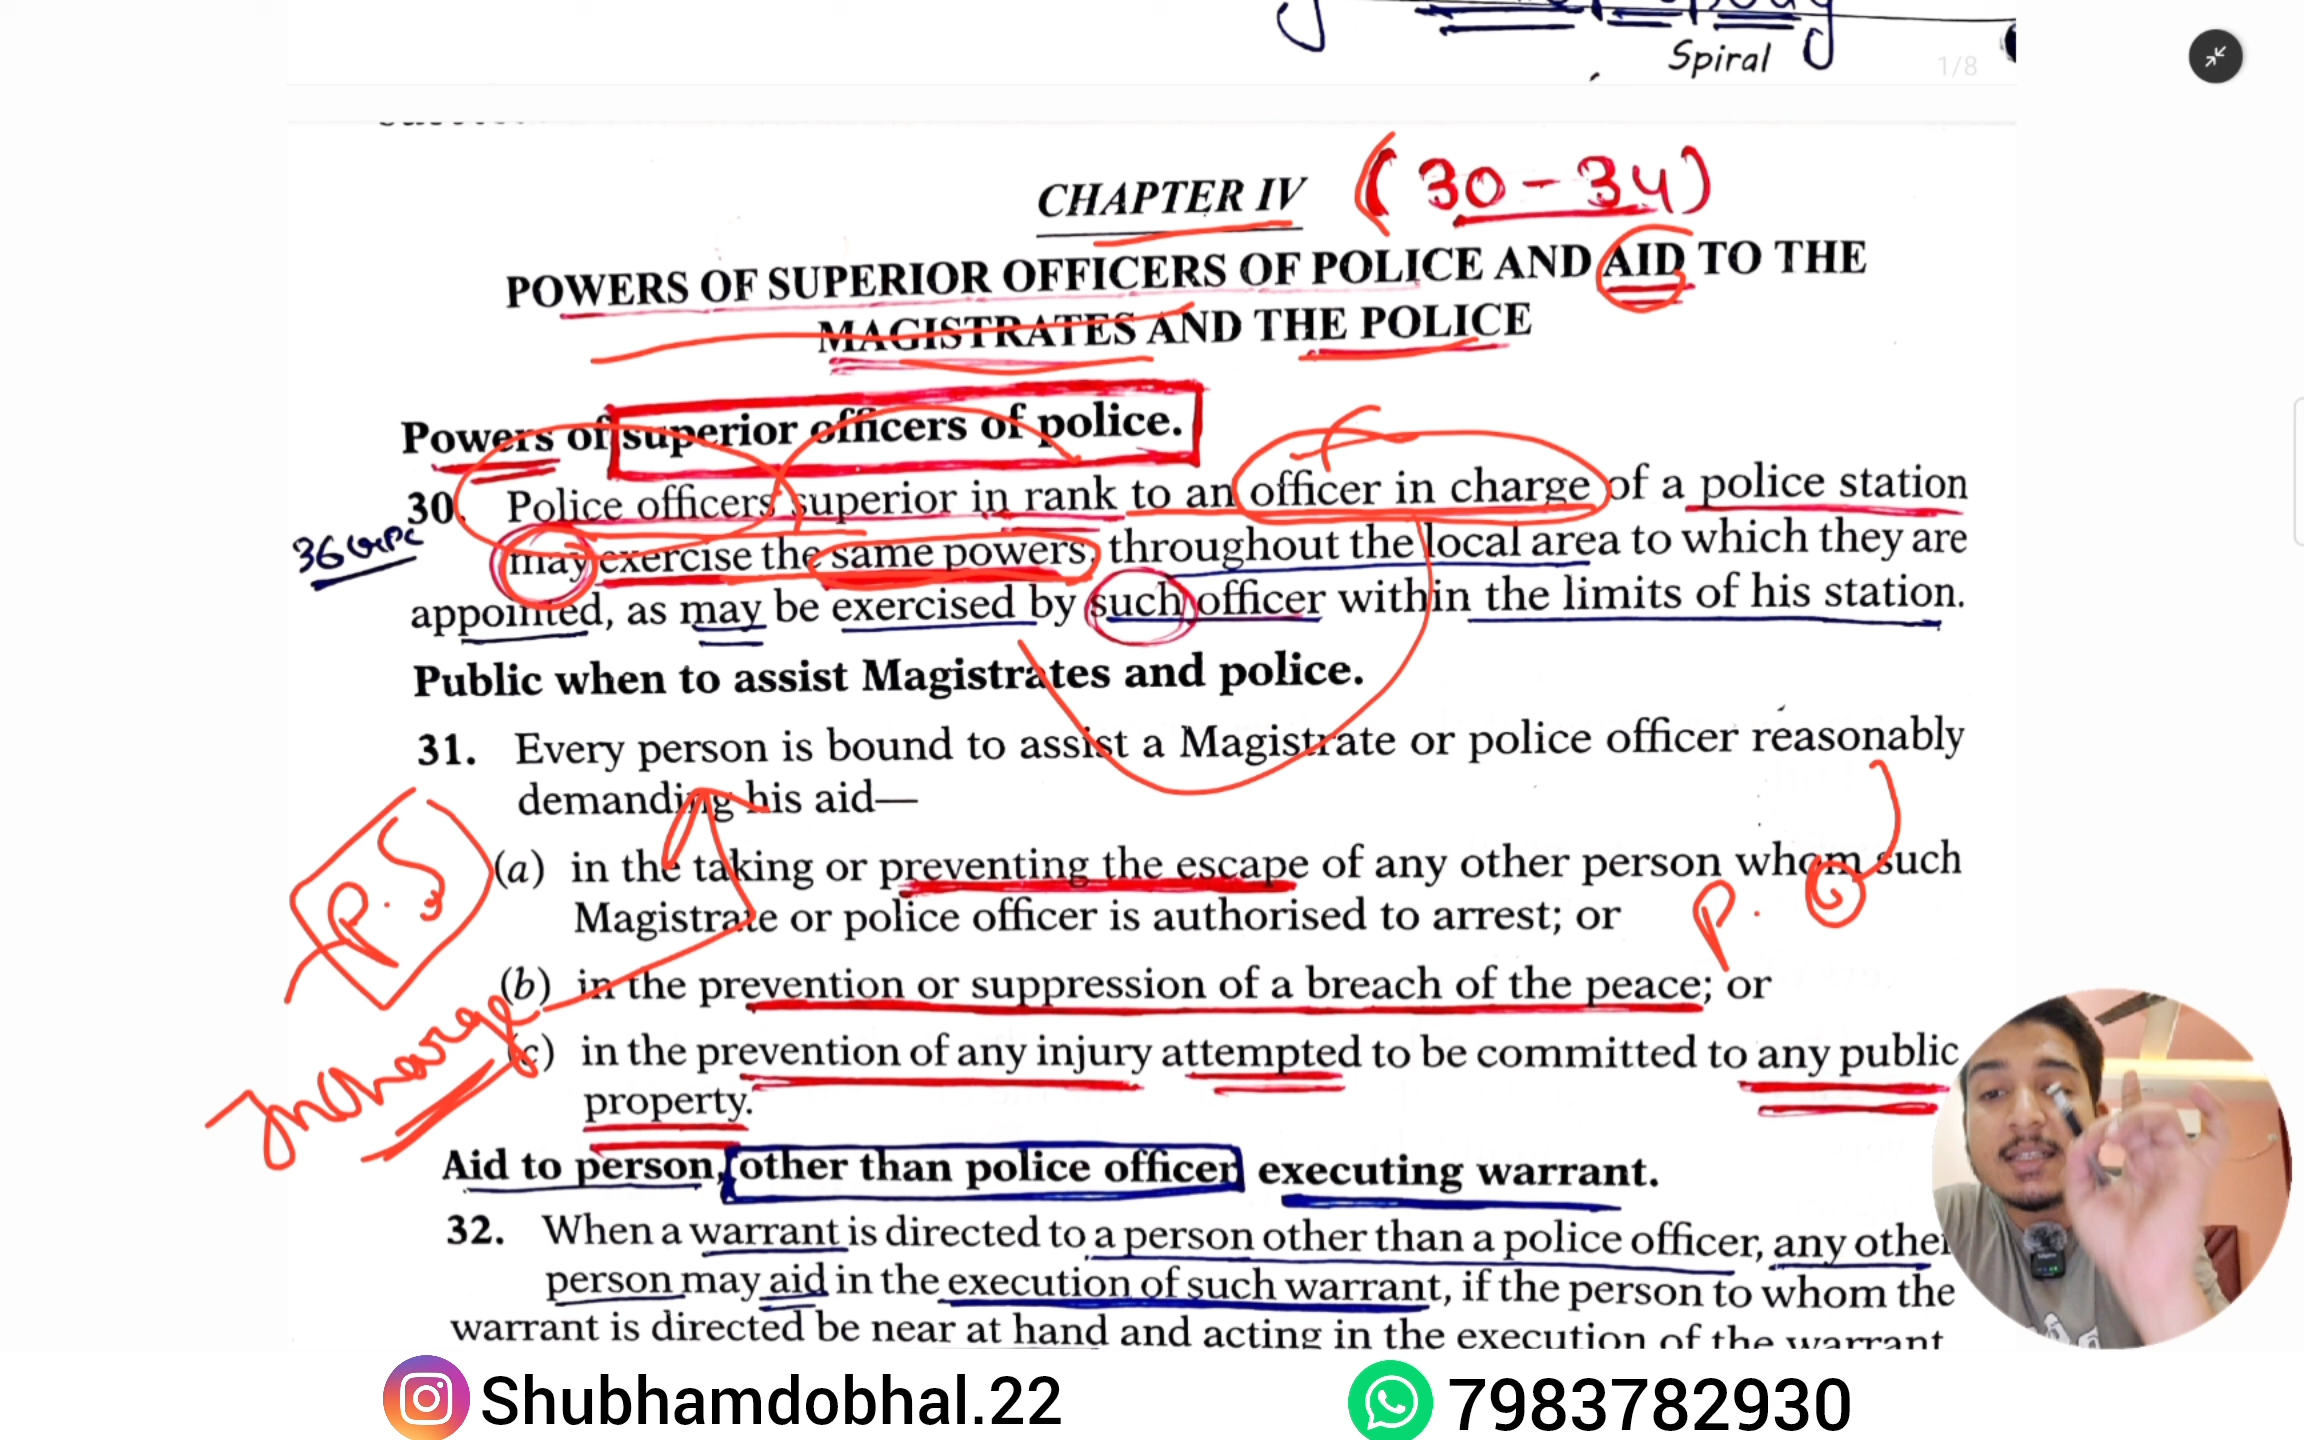 Spiral
1/8
CHAPTER IV (30-34)
POWERS OF SUPERIOR OFFICERS OF POLICE AND AID TO THE
MAGISTRATES AND THE POLICE
Powers of superior officers of police.
30. Police officers superior in rank to an officer in charge of a police station
36 CrPC
may exercise the same powers, throughout the local area to which they are
appointed, as may be exercised by such officer within the limits of his station.
Public when to assist Magistrates and police.
31. Every person is bound to assist a Magistrate or police officer reasonably
demanding his aid—
P.S
(a) in the taking or preventing the escape of any other person whom such
Magistrate or police officer is authorised to arrest; or
P. O
(b) in the prevention or suppression of a breach of the peace; or
Incharge
(c) in the prevention of any injury attempted to be committed to any public
property.
Aid to person, other than police officer, executing warrant.
32. When a warrant is directed to a person other than a police officer, any other
person may aid in the execution of such warrant, if the person to whom the
warrant is directed be near at hand and acting in the execution of the warrant
Shubhamdobhal.22
7983782930